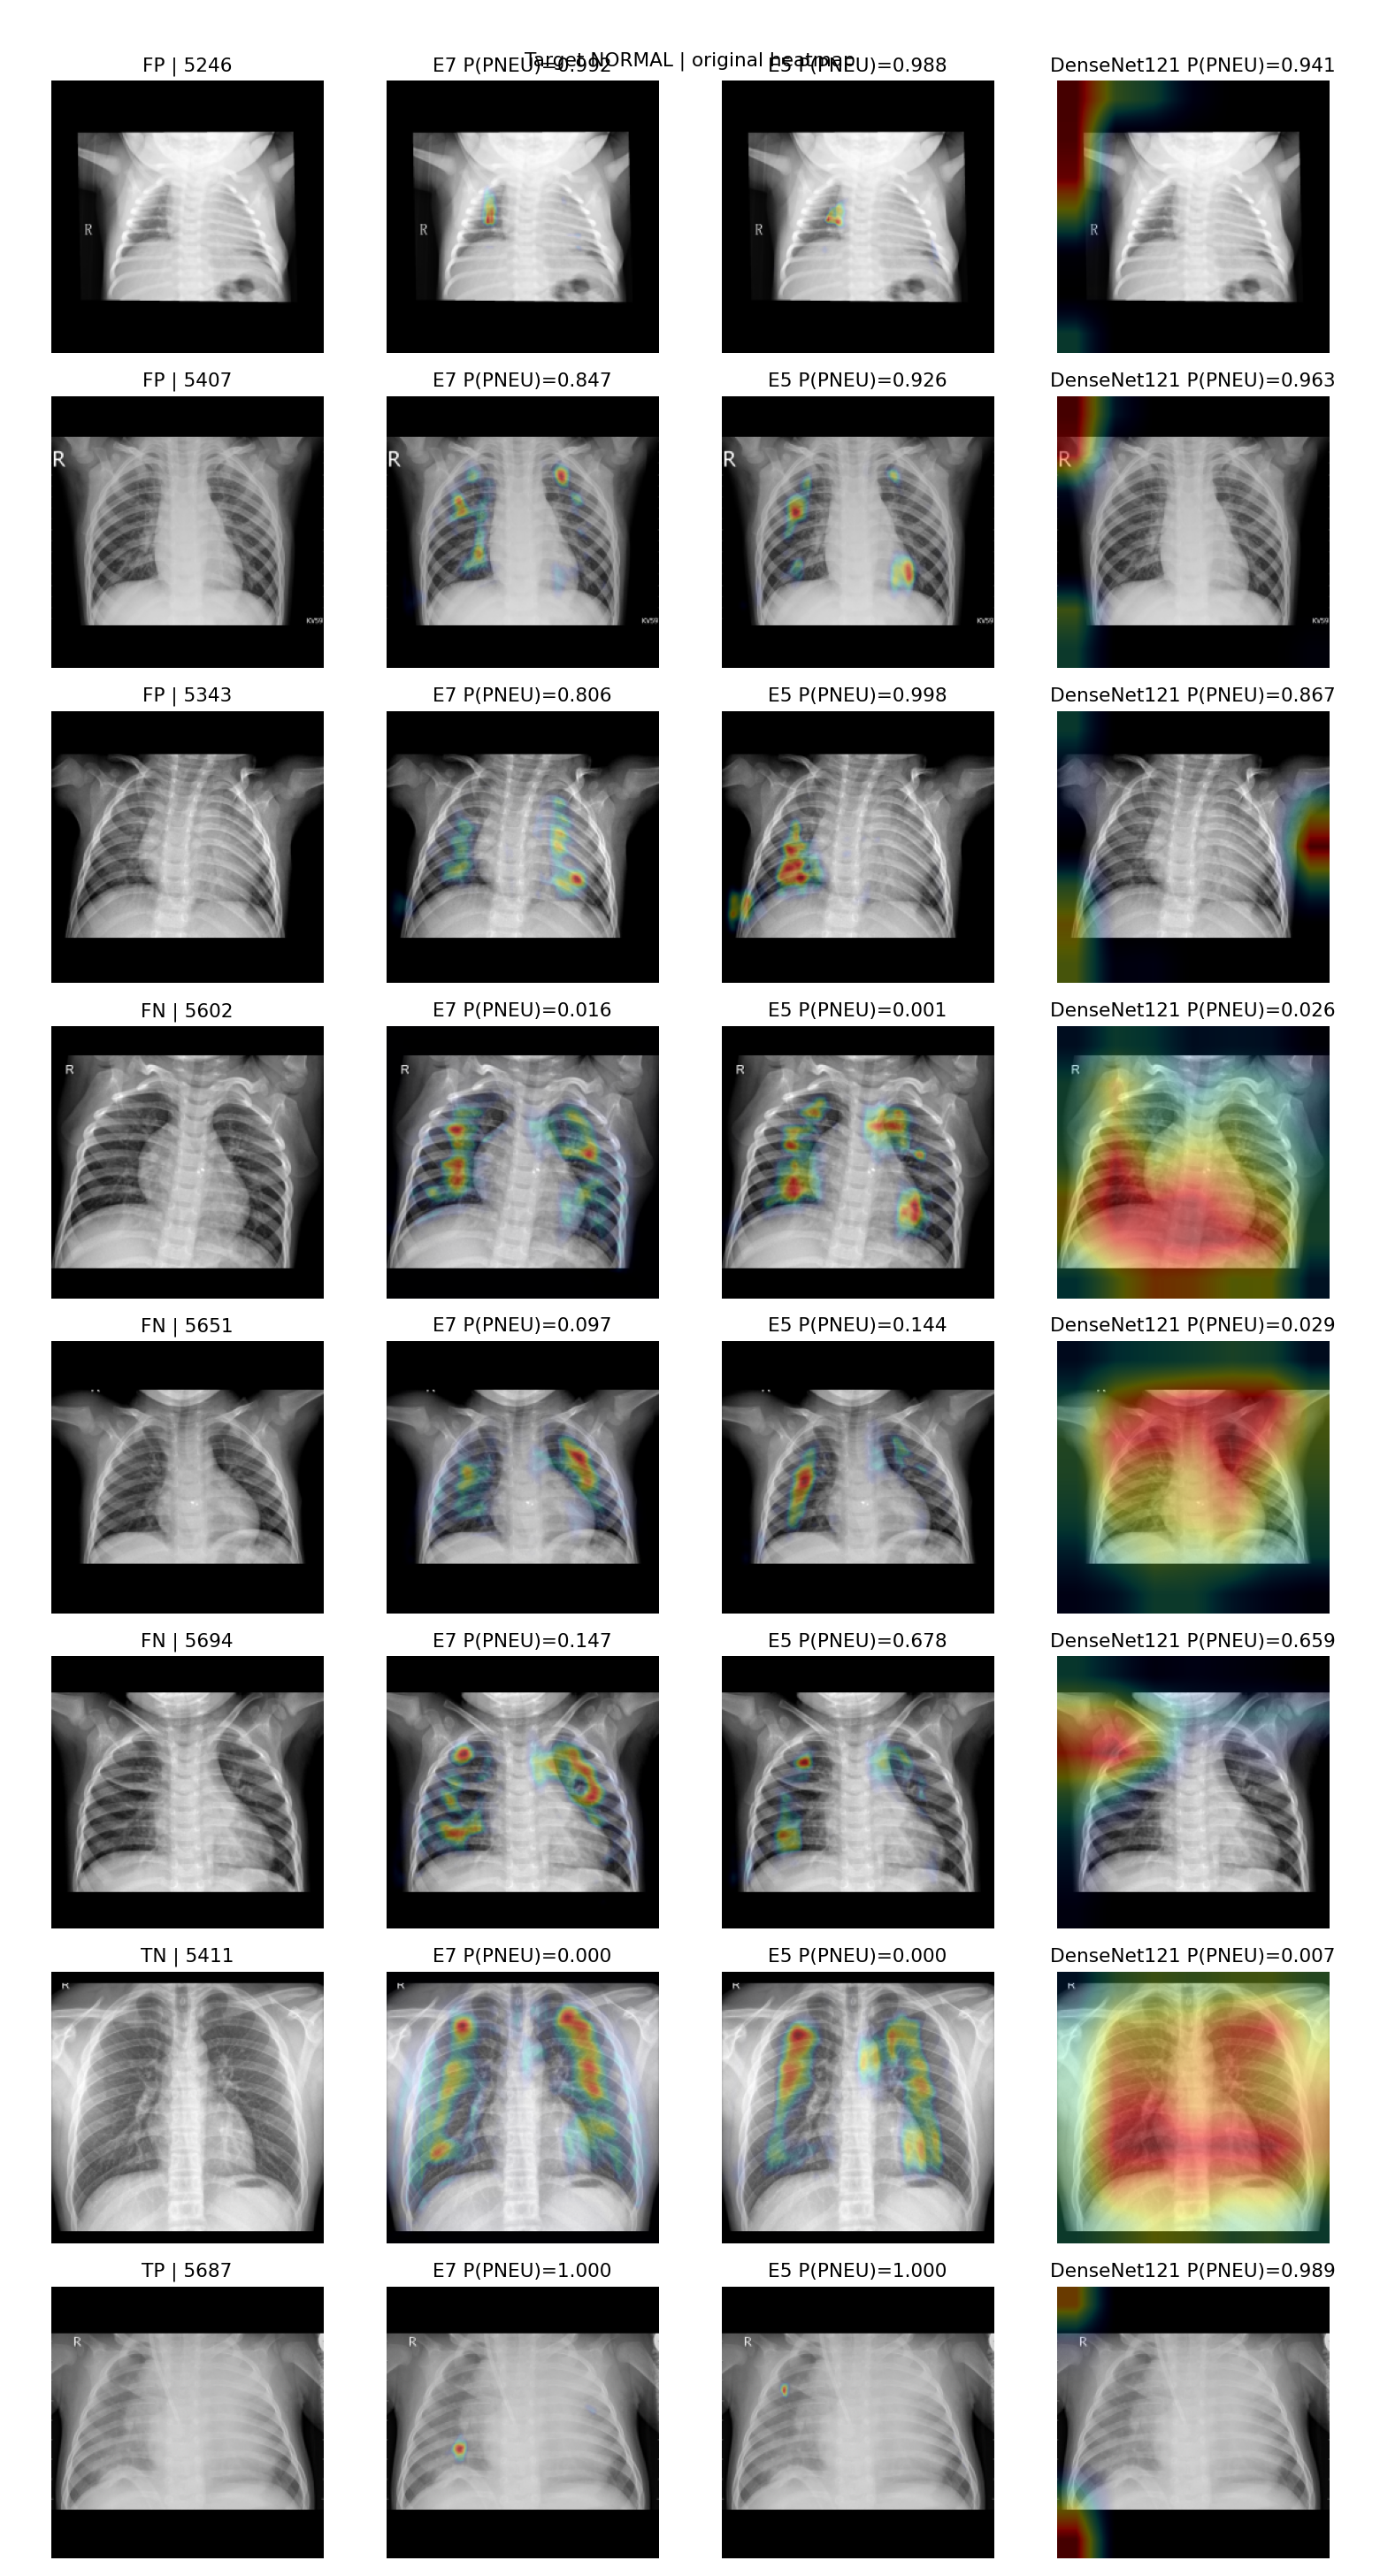 Target NORMAL | original heatmap
FP | 5246
E7 P(PNEU)=0.992
E5 P(PNEU)=0.988
DenseNet121 P(PNEU)=0.941
R
R
R
R
FP | 5407
E7 P(PNEU)=0.847
E5 P(PNEU)=0.926
DenseNet121 P(PNEU)=0.963
R
R
R
R
KV59
KV59
KV59
KV59
FP | 5343
E7 P(PNEU)=0.806
E5 P(PNEU)=0.998
DenseNet121 P(PNEU)=0.867
FN | 5602
E7 P(PNEU)=0.016
E5 P(PNEU)=0.001
DenseNet121 P(PNEU)=0.026
R
R
R
R
FN | 5651
E7 P(PNEU)=0.097
E5 P(PNEU)=0.144
DenseNet121 P(PNEU)=0.029
FN | 5694
E7 P(PNEU)=0.147
E5 P(PNEU)=0.678
DenseNet121 P(PNEU)=0.659
TN | 5411
E7 P(PNEU)=0.000
E5 P(PNEU)=0.000
DenseNet121 P(PNEU)=0.007
R
R
R
R
TP | 5687
E7 P(PNEU)=1.000
E5 P(PNEU)=1.000
DenseNet121 P(PNEU)=0.989
R
R
R
R